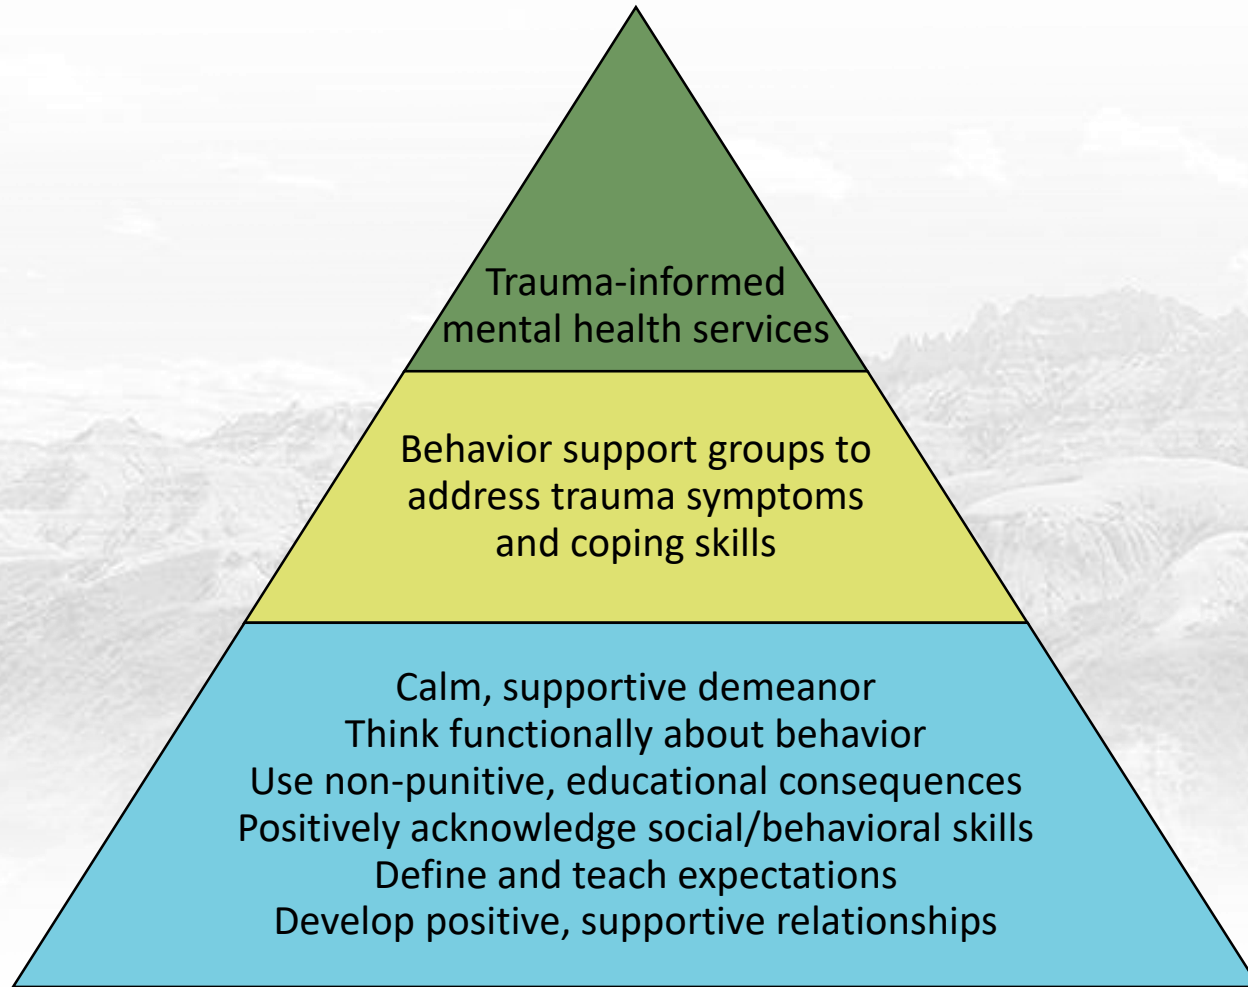 Trauma-informed
mental health services
Behavior support groups to
address trauma symptoms
and coping skills
Calm, supportive demeanor
Think functionally about behavior
Use non-punitive, educational consequences
Positively acknowledge social/behavioral skills
Define and teach expectations
Develop positive, supportive relationships